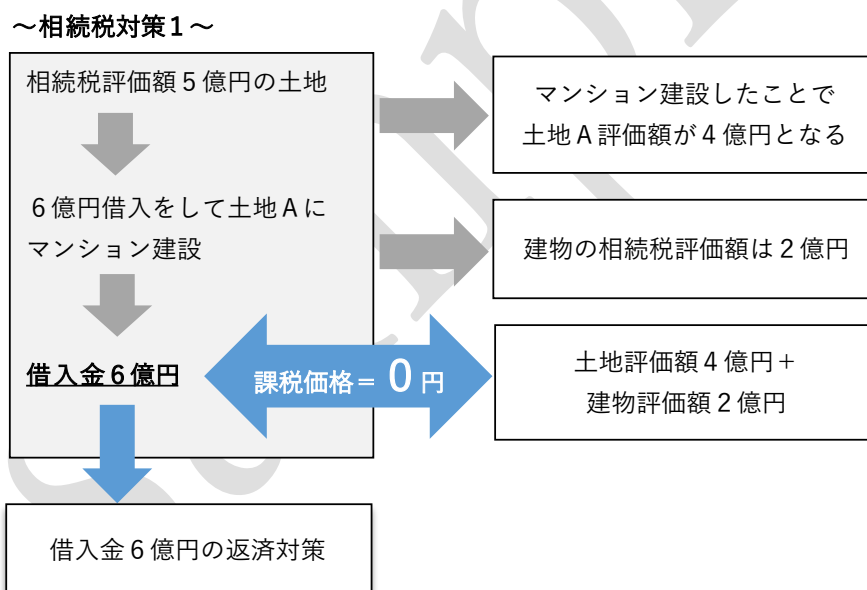 ～相続税対策１～
相続税評価額５億円の土地
マンション建設したことで
土地Ａ評価額が４億円となる
６億円借入をして土地Ａに
マンション建設
建物の相続税評価額は２億円
借入金６億円
課税価格＝０円
土地評価額４億円＋
建物評価額２億円
借入金６億円の返済対策